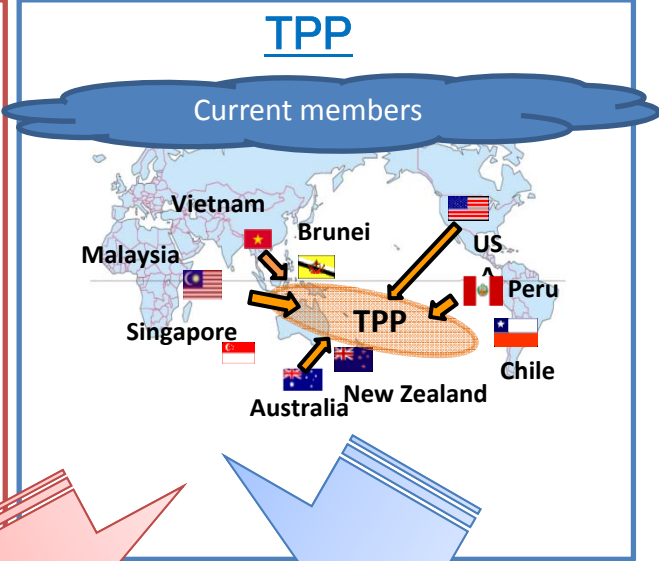 TPP
Current members
Vietnam
Brunei
US
Malaysia
Peru
TPP
Singapore
Chile
New Zealand
Australia